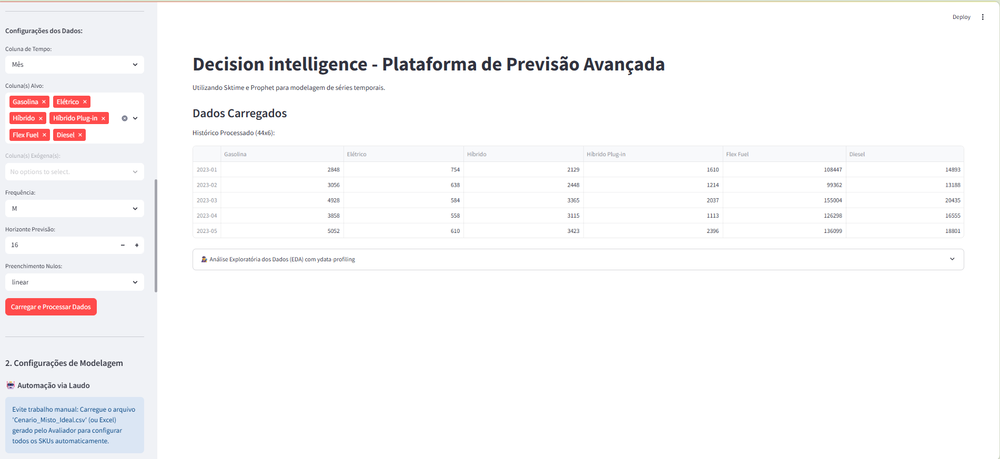 Configurações dos Dados:
Coluna de Tempo:
Mês
Coluna(s) Alvo:
Gasolina × Elétrico ×
Híbrido × Híbrido Plug-in ×
Flex Fuel × Diesel ×
Coluna(s) Exógena(s):
No options to select.
Frequência:
M
Horizonte Previsão:
16 − +
Preenchimento Nulos:
linear
Carregar e Processar Dados
2. Configurações de Modelagem
Automação via Laudo
Evite trabalho manual: Carregue o arquivo
'Cenario_Misto_Ideal.csv' (ou Excel)
gerado pelo Avaliador para configurar
todos os SKUs automaticamente.
Deploy
Decision intelligence - Plataforma de Previsão Avançada
Utilizando Sktime e Prophet para modelagem de séries temporais.
Dados Carregados
Histórico Processado (44x6):
Gasolina Elétrico Híbrido Híbrido Plug-in Flex Fuel Diesel
2023-01 2848 754 2129 1610 108447 14893
2023-02 3056 638 2448 1214 99362 13188
2023-03 4928 584 3365 2037 155004 20435
2023-04 3858 558 3115 1113 126298 16555
2023-05 5052 610 3423 2396 136099 18801
Análise Exploratória dos Dados (EDA) com ydata-profiling